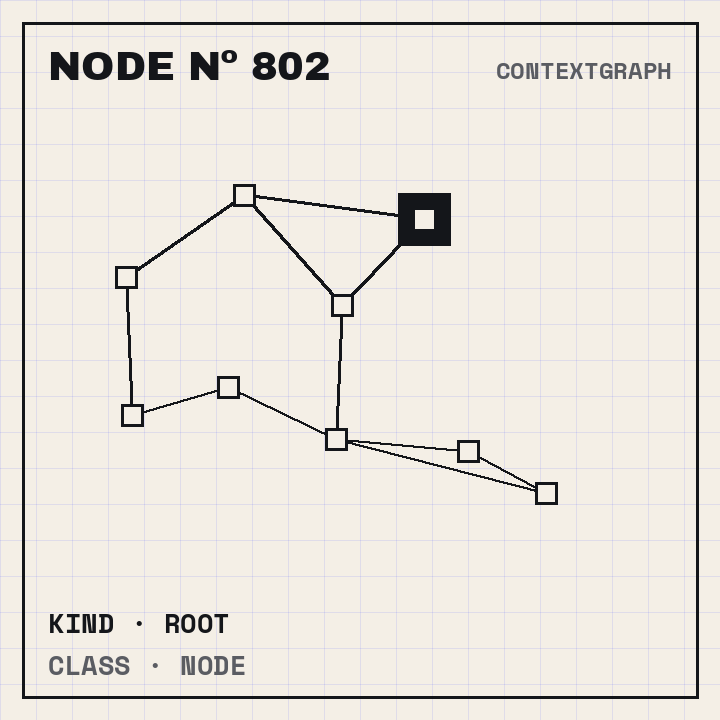 NODE Nº 802
CONTEXTGRAPH
KIND · ROOT
CLASS · NODE